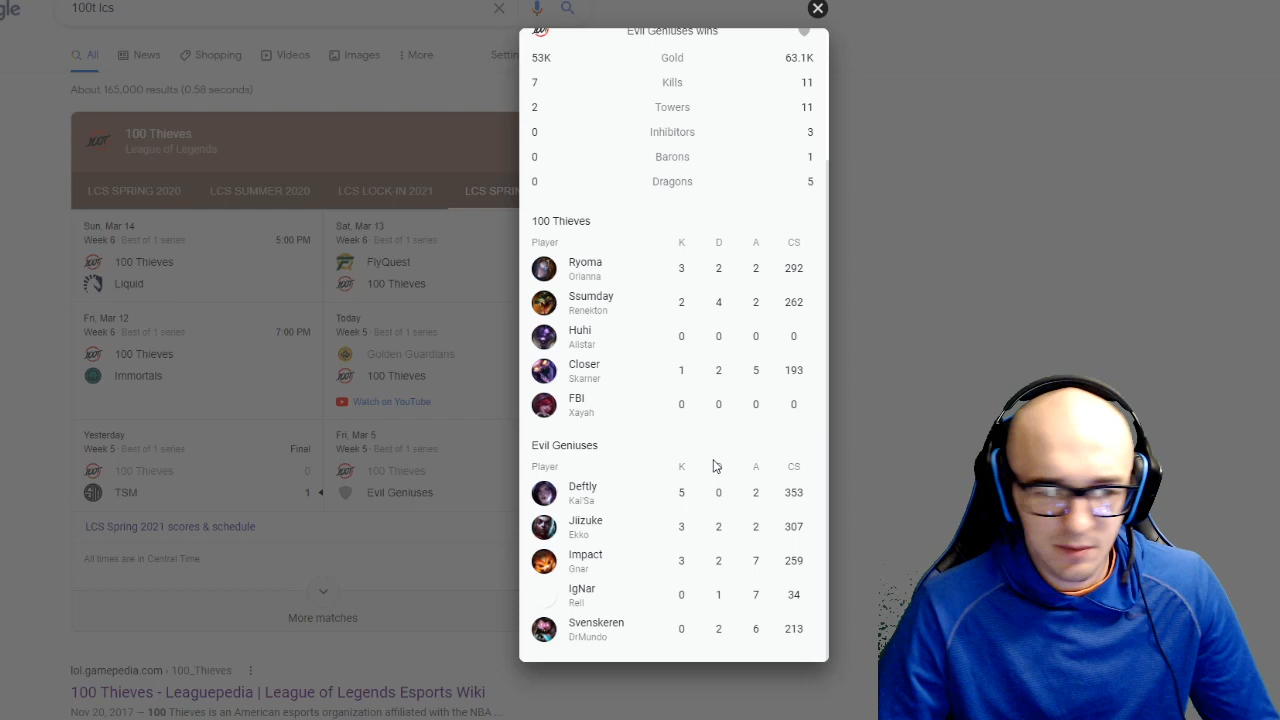 gle
100t lcs
All
News
Shopping
Videos
Images
More
Settin
About 165,000 results (0.58 seconds)
100 Thieves
League of Legends
LCS SPRING 2020
LCS SUMMER 2020
LCS LOCK-IN 2021
LCS SPRIN
Sun, Mar 14
Week 6 · Best of 1 series
5:00 PM
100 Thieves
Liquid
Sat, Mar 13
Week 6 · Best of 1 series
FlyQuest
100 Thieves
Fri, Mar 12
Week 6 · Best of 1 series
7:00 PM
100 Thieves
Immortals
Today
Week 5 · Best of 1 series
Golden Guardians
100 Thieves
Watch on YouTube
Yesterday
Week 5 · Best of 1 series
Final
100 Thieves 0
TSM 1
Fri, Mar 5
Week 5 · Best of 1 series
100 Thieves
Evil Geniuses
LCS Spring 2021 scores & schedule
All times are in Central Time
More matches
lol.gamepedia.com › 100_Thieves
100 Thieves - Leaguepedia | League of Legends Esports Wiki
Nov 20, 2017 — 100 Thieves is an American esports organization affiliated with the NBA ...
Evil Geniuses wins
53K Gold 63.1K
7 Kills 11
2 Towers 11
0 Inhibitors 3
0 Barons 1
0 Dragons 5
100 Thieves
Player K D A CS
Ryoma 3 2 2 292
Orianna
Ssumday 2 4 2 262
Renekton
Huhi 0 0 0 0
Alistar
Closer 1 2 5 193
Skarner
FBI 0 0 0 0
Xayah
Evil Geniuses
Player K D A CS
Deftly 5 0 2 353
Kai'Sa
Jiizuke 3 2 2 307
Ekko
Impact 3 2 7 259
Gnar
IgNar 0 1 7 34
Rell
Svenskeren 0 2 6 213
DrMundo